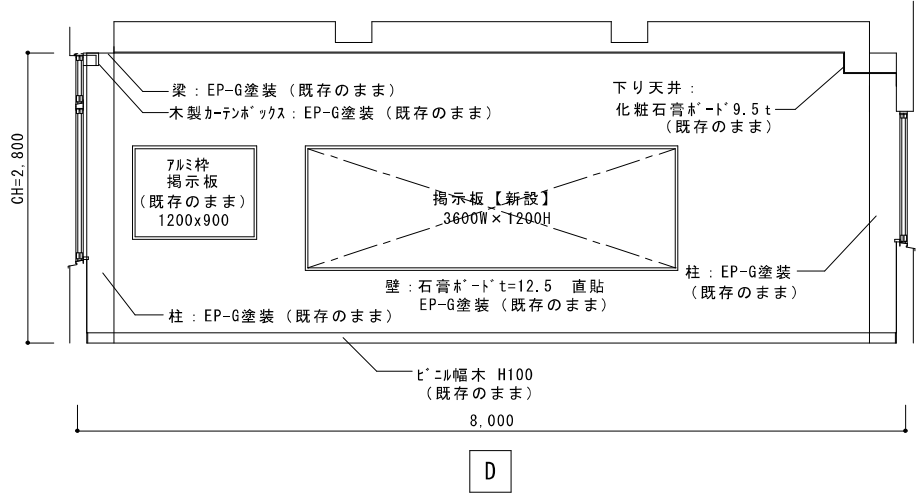 梁：EP-G塗装（既存のまま）
木製ｶｰﾃﾝﾎﾞｯｸｽ：EP-G塗装（既存のまま）
下り天井：
化粧石膏ﾎﾞｰﾄﾞ9.5t
（既存のまま）
CH=2,800
ｱﾙﾐ枠
掲示板
（既存のまま）
1200x900
掲示板【新設】
3600W×1200H
壁：石膏ﾎﾞｰﾄﾞt=12.5 直貼
EP-G塗装（既存のまま）
柱：EP-G塗装
（既存のまま）
柱：EP-G塗装（既存のまま）
ﾋﾞﾆﾙ幅木 H100
（既存のまま）
8,000
D